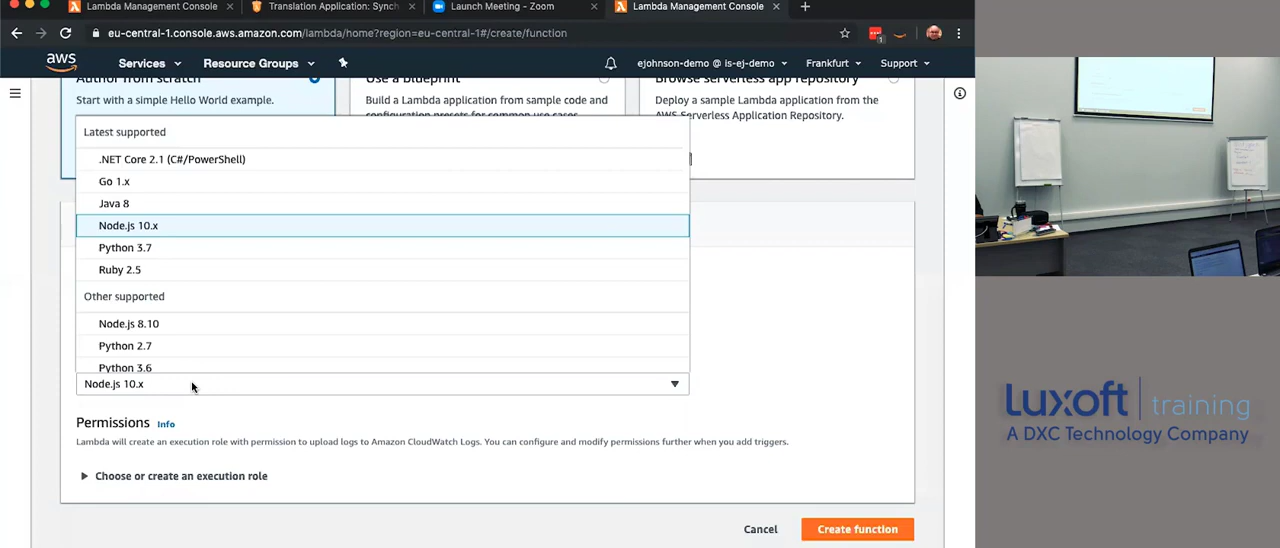 Lambda Management Console
Translation Application: Synch
Launch Meeting - Zoom
Lambda Management Console
eu-central-1.console.aws.amazon.com/lambda/home?region=eu-central-1#/create/function
1
aws
Services
Resource Groups
ejohnson-demo @ is-ej-demo
Frankfurt
Support
Author from scratch
Use a blueprint
Browse serverless app repository
Start with a simple Hello World example.
Build a Lambda application from sample code and
configuration presets for common use cases.
Deploy a sample Lambda application from the
AWS Serverless Application Repository.
Latest supported
.NET Core 2.1 (C#/PowerShell)
Go 1.x
Java 8
Node.js 10.x
Python 3.7
Ruby 2.5
Other supported
Node.js 8.10
Python 2.7
Python 3.6
Node.js 10.x
Permissions Info
Lambda will create an execution role with permission to upload logs to Amazon CloudWatch Logs. You can configure and modify permissions further when you add triggers.
Choose or create an execution role
Cancel
Create function
luxoft training
A DXC Technology Company